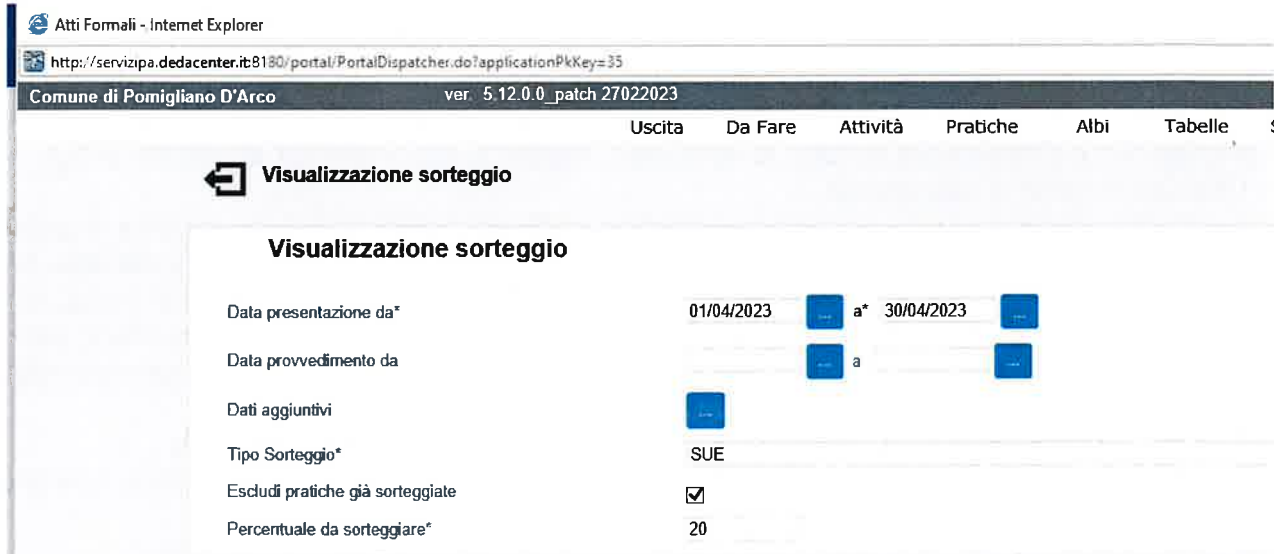 Atti Formali - Internet Explorer
http://servizipa.dedacenter.it:8180/portal/PortalDispatcher.do?applicationPkKey=35
Comune di Pomigliano D'Arco ver. 5.12.0.0_patch 27022023
Uscita Da Fare Attività Pratiche Albi Tabelle
Visualizzazione sorteggio
Visualizzazione sorteggio
Data presentazione da* 01/04/2023 ... a* 30/04/2023 ...
Data provvedimento da ... a ...
Dati aggiuntivi ...
Tipo Sorteggio* SUE
Escludi pratiche già sorteggiate
Percentuale da sorteggiare* 20